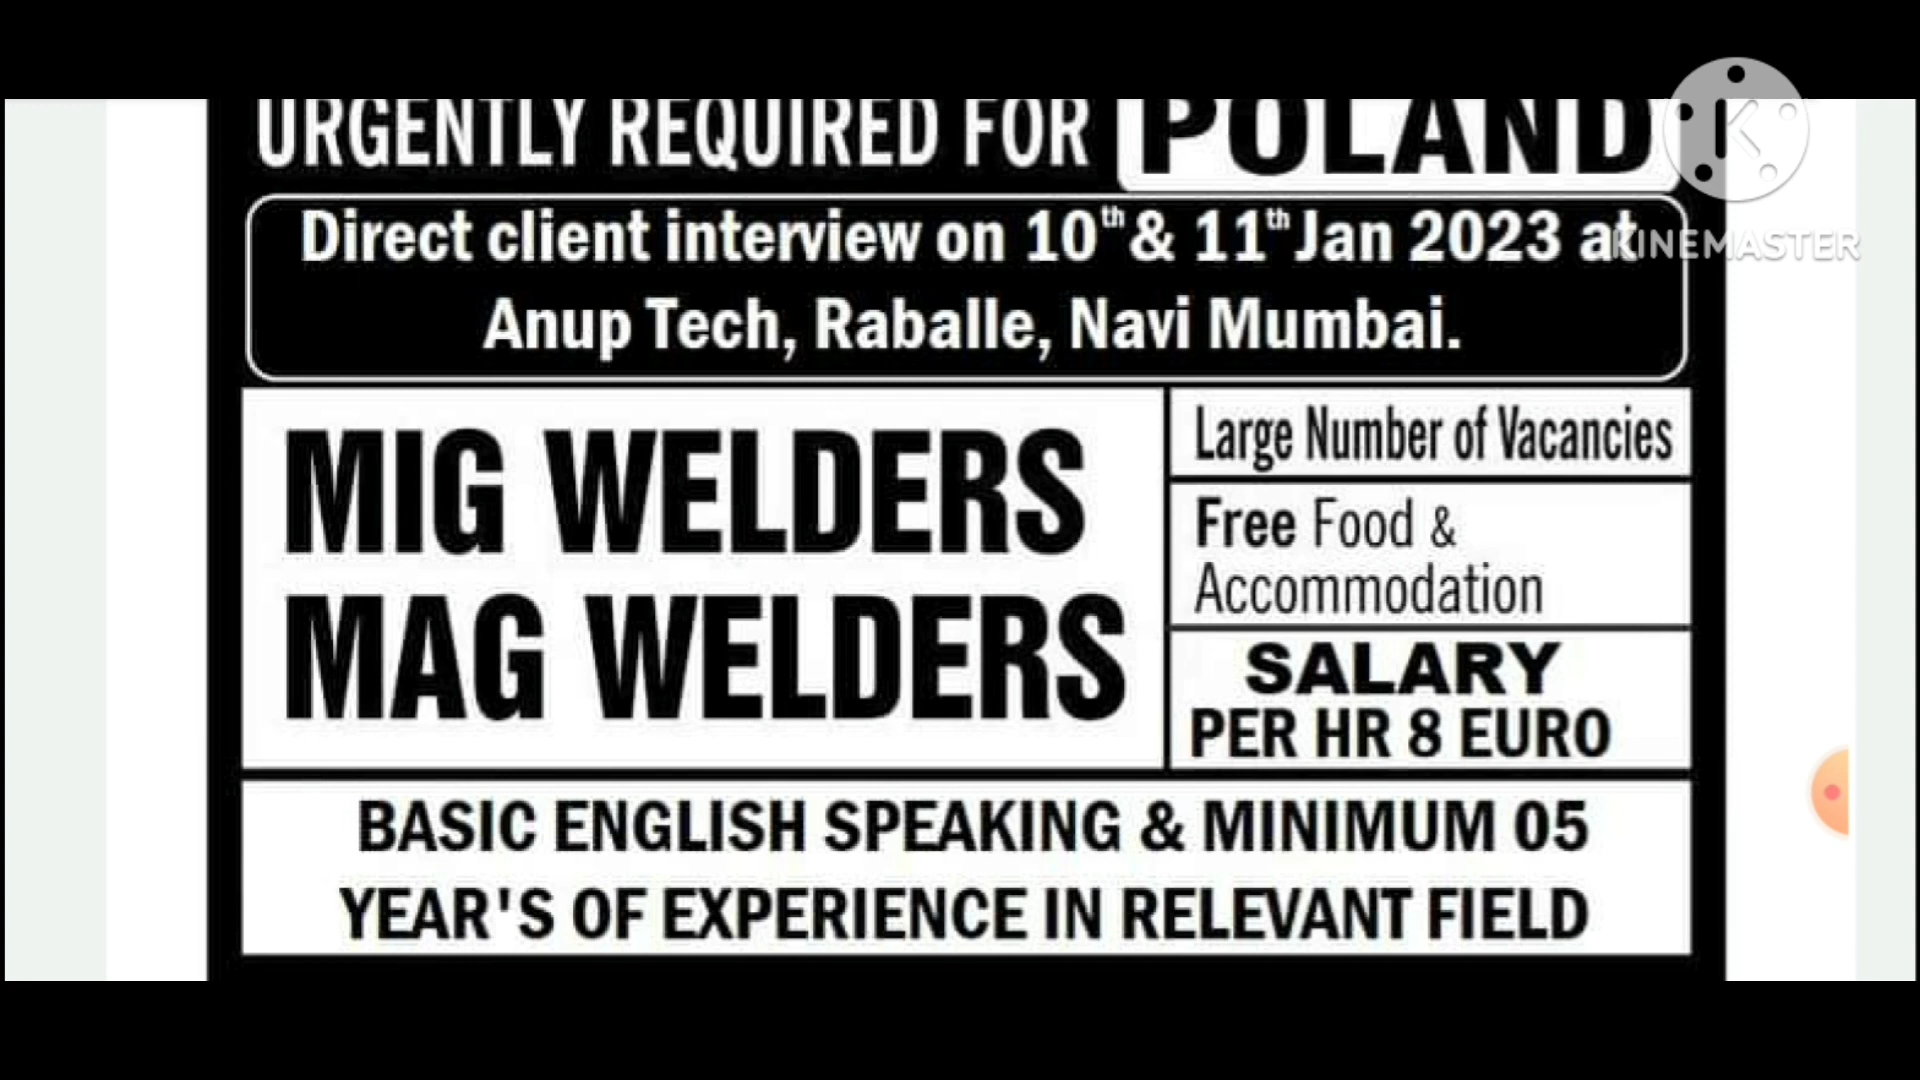 URGENTLY REQUIRED FOR POLAND
Direct client interview on 10th & 11th Jan 2023 at
Anup Tech, Raballe, Navi Mumbai.
MIG WELDERS
MAG WELDERS
Large Number of Vacancies
Free Food &
Accommodation
SALARY
PER HR 8 EURO
BASIC ENGLISH SPEAKING & MINIMUM 05
YEAR'S OF EXPERIENCE IN RELEVANT FIELD
K
KINEMASTER